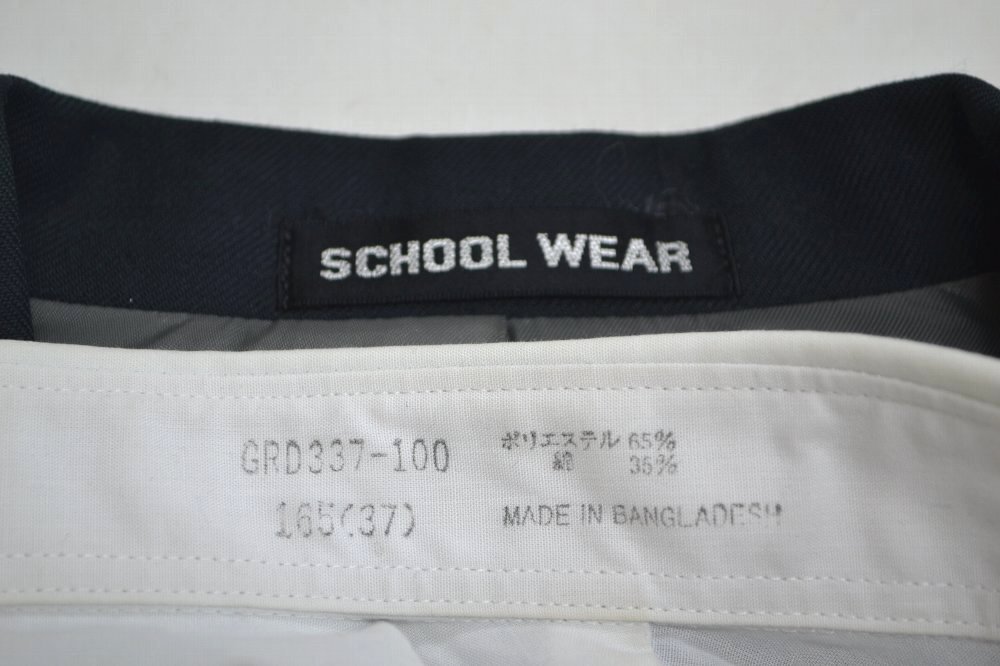 SCHOOL WEAR
GRD337-100
165(37)
ポリエステル 65%
綿 35%
MADE IN BANGLADESH